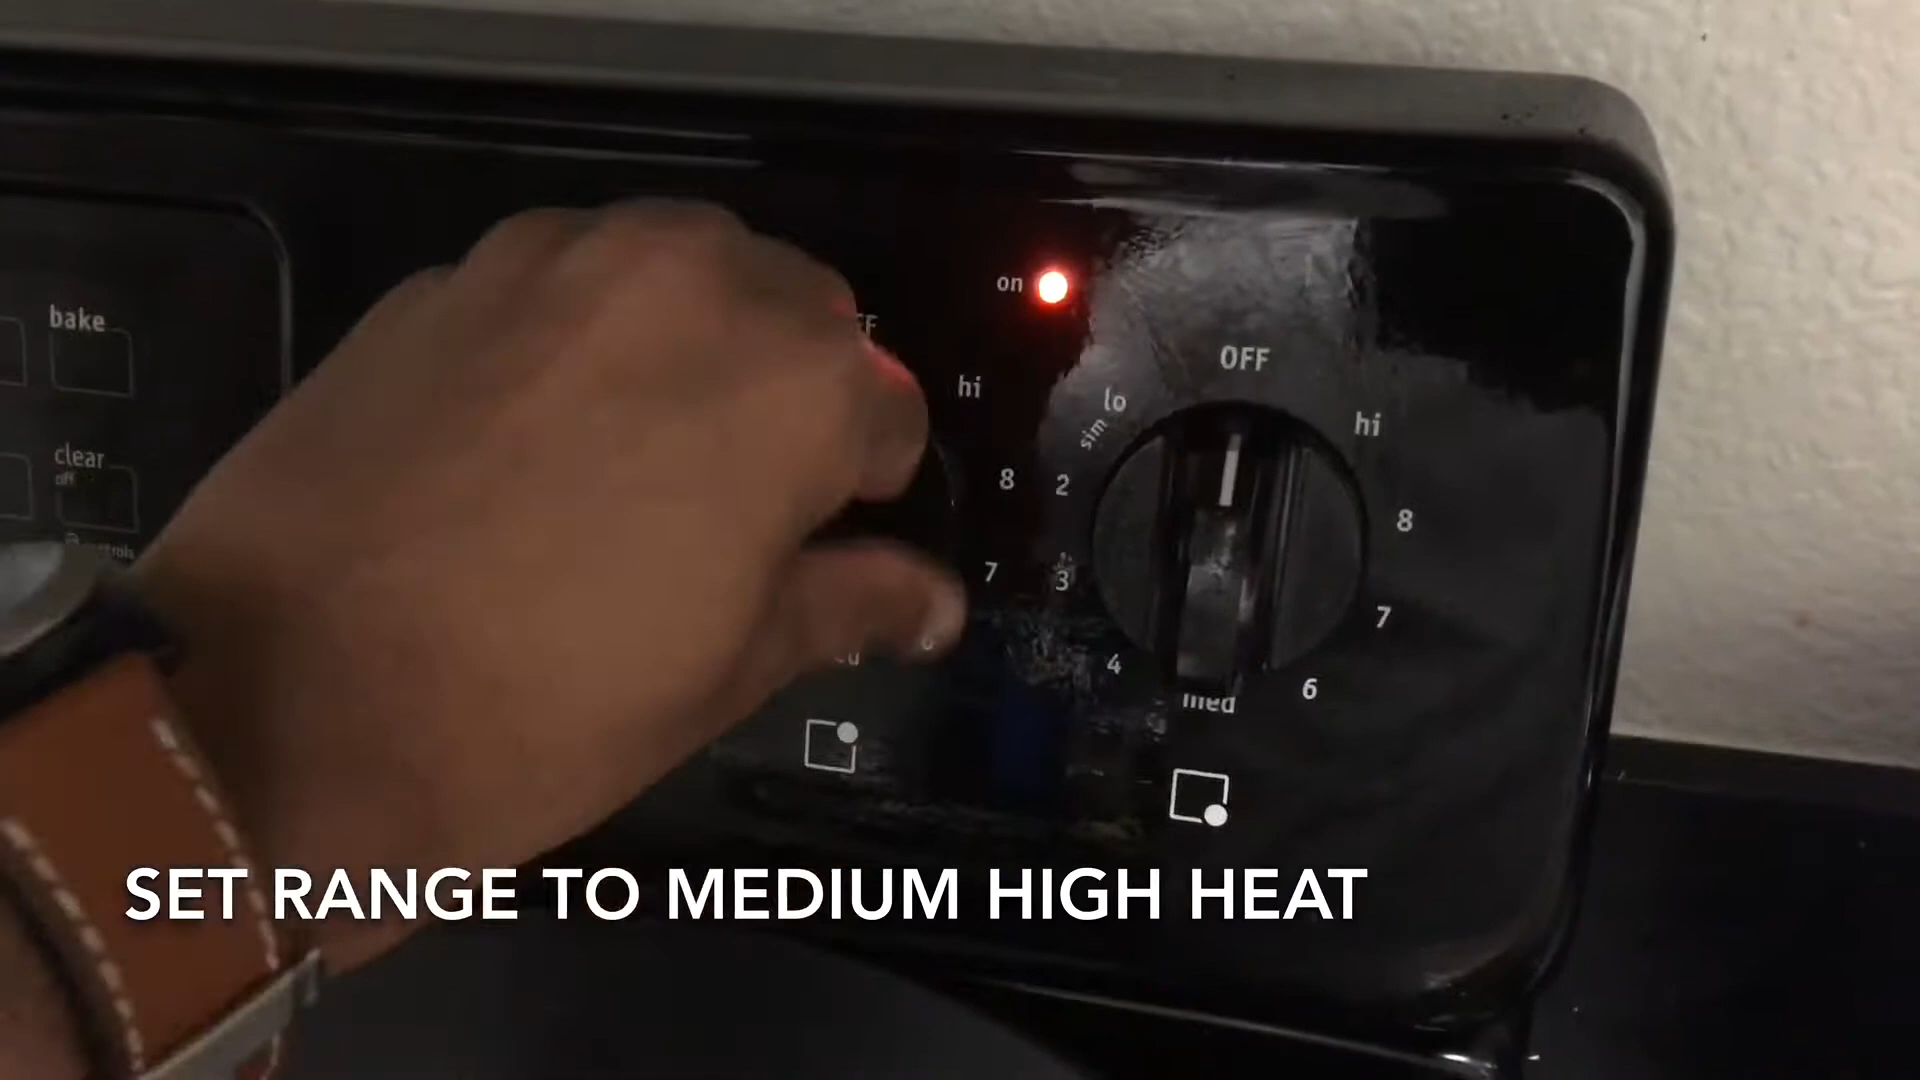 bake
clear
off
on
hi
8
7
6
OFF
lo
sim
2
3
4
med
6
7
8
hi
SET RANGE TO MEDIUM HIGH HEAT